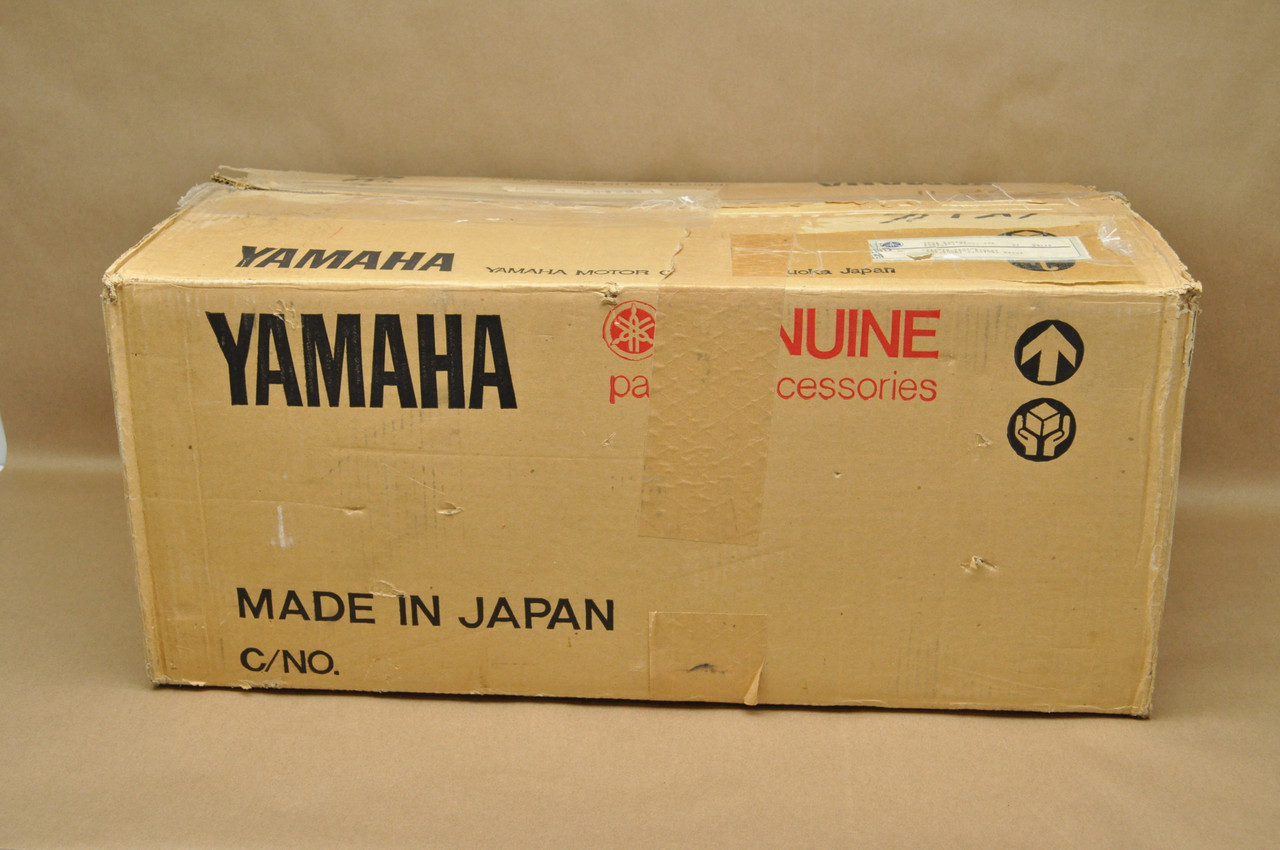 YAMAHA YAMAHA MOTOR uoka Japan
YAMAHA NUINE
pa cessories
MADE IN JAPAN
C/NO.